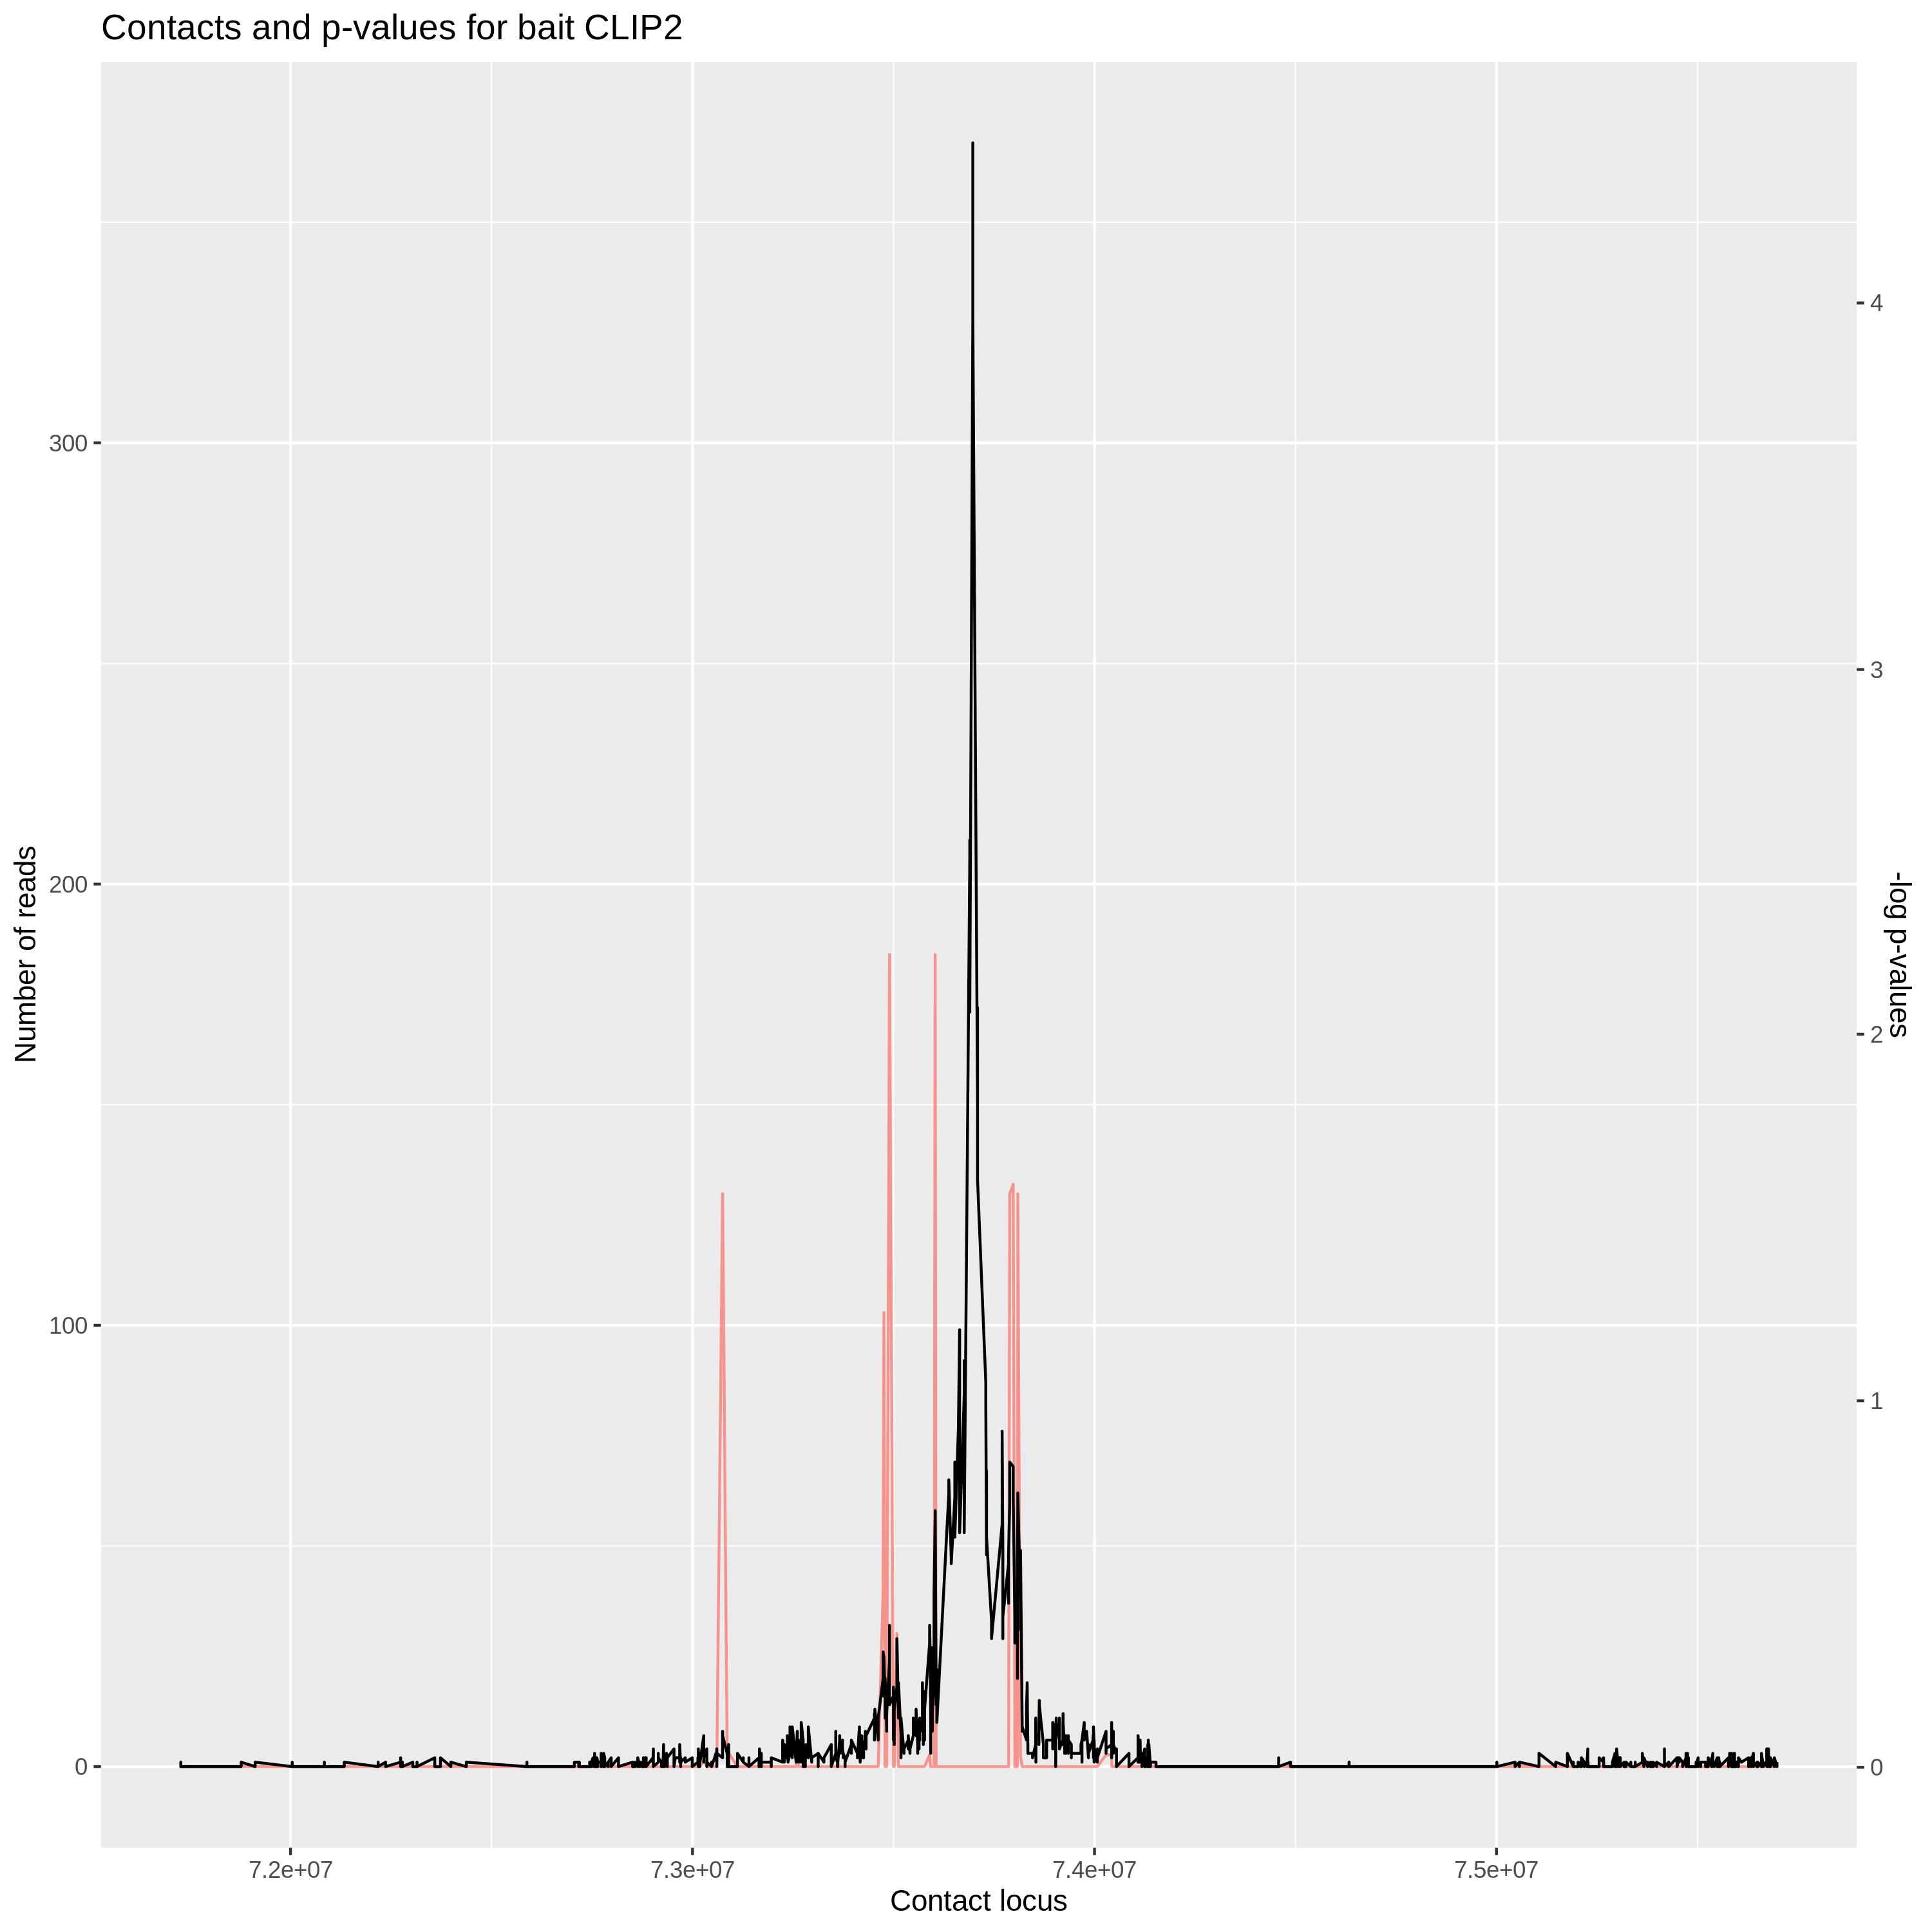 Contacts and p-values for bait CLIP2
Number of reads
300
200
100
0
4
3
2
1
0
-log p-values
7.2e+07 7.3e+07 7.4e+07 7.5e+07
Contact locus